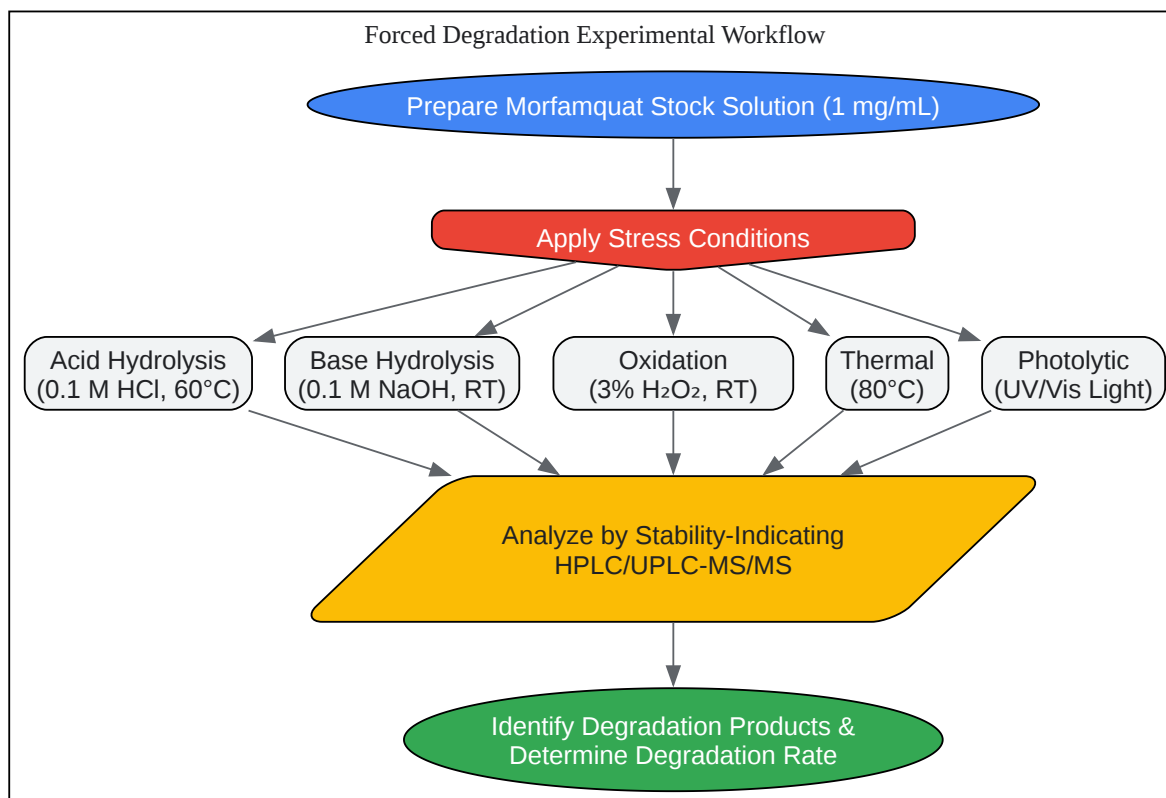 Forced Degradation Experimental Workflow
Prepare Morfamquat Stock Solution (1 mg/mL)
Apply Stress Conditions
Acid Hydrolysis
(0.1 M HCl, 60°C)
Base Hydrolysis
(0.1 M NaOH, RT)
Oxidation
(3% H₂O₂, RT)
Thermal
(80°C)
Photolytic
(UV/Vis Light)
Analyze by Stability-Indicating
HPLC/UPLC-MS/MS
Identify Degradation Products &
Determine Degradation Rate